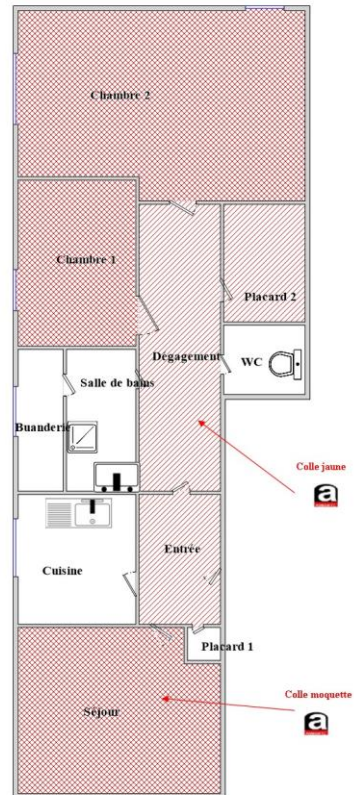 Chambre 2
Chambre 1
Placard 2
Dégagement
WC
Salle de bains
Buanderie
Colle jaune
a
Entrée
Cuisine
Placard 1
Colle moquette
a
Séjour